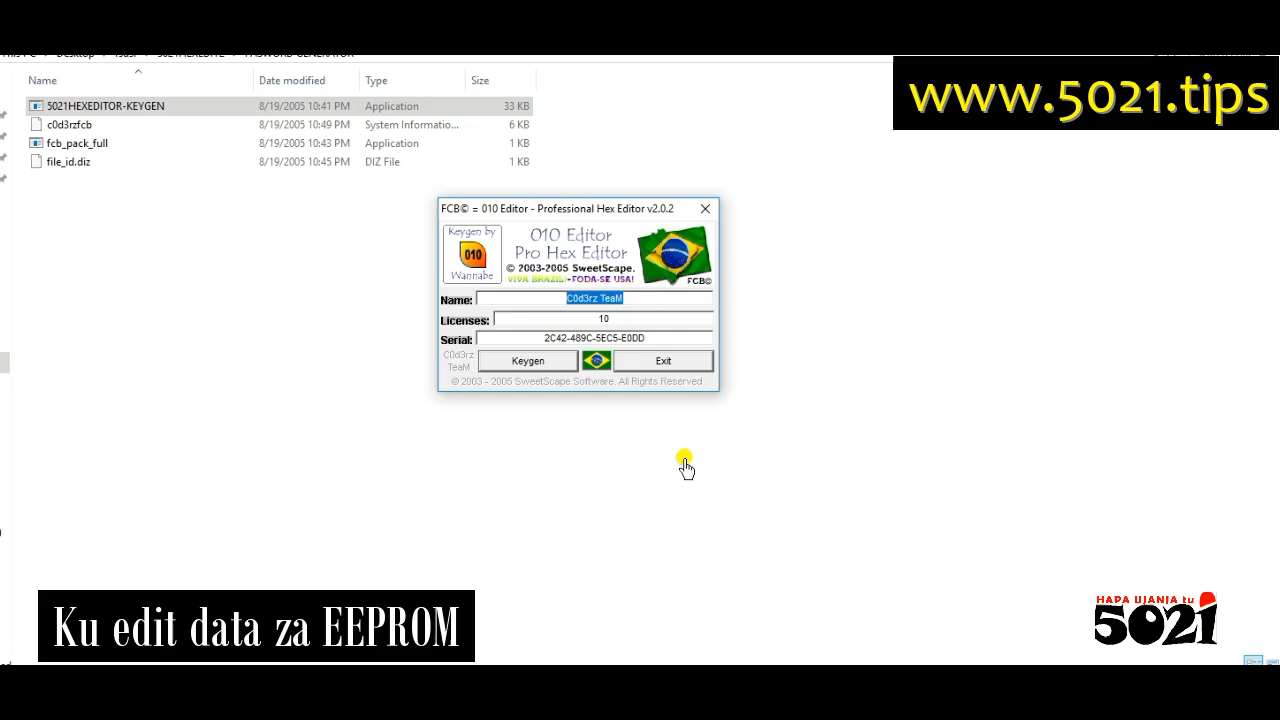 www.5021.tips
Name Date modified Type Size
5021HEXEDITOR-KEYGEN 8/19/2005 10:41 PM Application 33 KB
c0d3rzfcb 8/19/2005 10:49 PM System Informatio... 6 KB
fcb_pack_full 8/19/2005 10:43 PM Application 1 KB
file_id.diz 8/19/2005 10:45 PM DIZ File 1 KB
FCB© = 010 Editor - Professional Hex Editor v2.0.2
Keygen by
010
Wannabe
010 Editor
Pro Hex Editor
© 2003-2005 SweetScape.
VIVA BRAZIL!-FODA-SE USA!
FCB©
Name: C0d3rz TeaM
Licenses: 10
Serial: 2C42-489C-5EC5-E0DD
C0d3rz
TeaM
Keygen
Exit
© 2003 - 2005 SweetScape Software. All Rights Reserved.
Ku edit data za EEPROM
HAPA UJANJA tu
5021